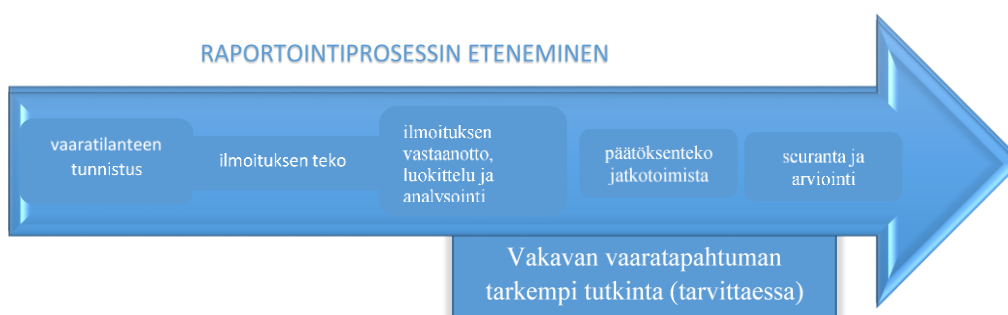 RAPORTOINTIPROSESSIN ETENEMINEN
vaaratilanteen
tunnistus
ilmoituksen teko
ilmoituksen
vastaanotto,
luokittelu ja
analysointi
päätöksenteko
jatkotoimista
seuranta ja
arviointi
Vakavan vaaratapahtuman
tarkempi tutkinta (tarvittaessa)